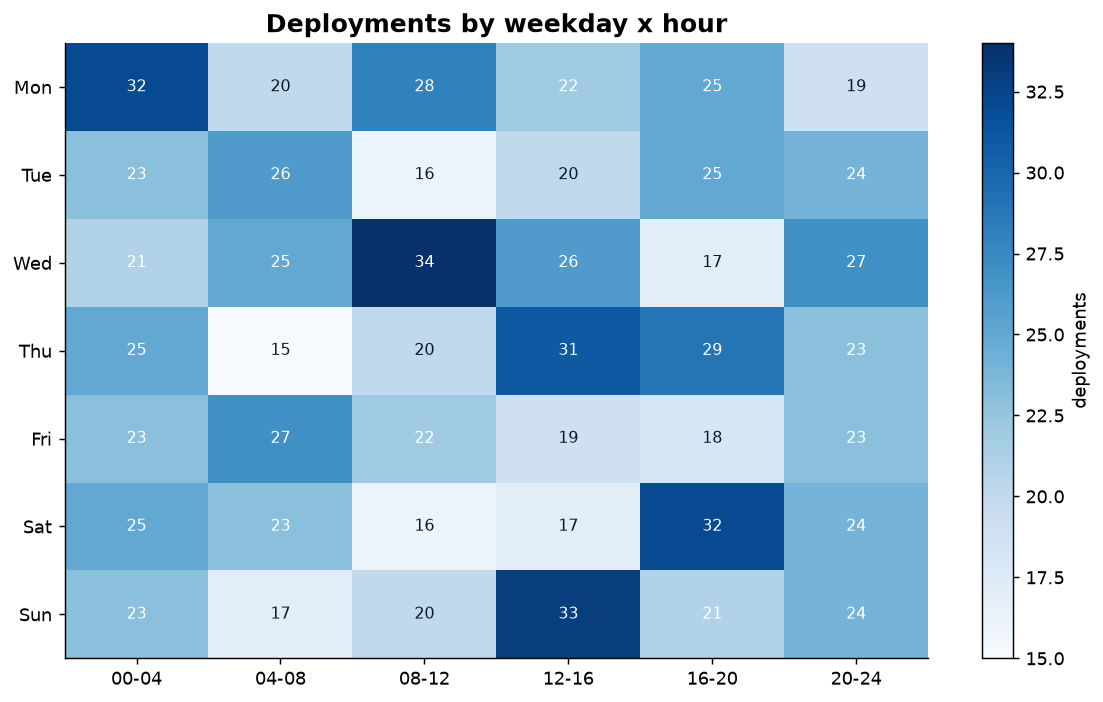 Deployments by weekday x hour
Mon 32 20 28 22 25 19
Tue 23 26 16 20 25 24
Wed 21 25 34 26 17 27
Thu 25 15 20 31 29 23
Fri 23 27 22 19 18 23
Sat 25 23 16 17 32 24
Sun 23 17 20 33 21 24
00-04 04-08 08-12 12-16 16-20 20-24
32.5
30.0
27.5
25.0
22.5
20.0
17.5
15.0
deployments